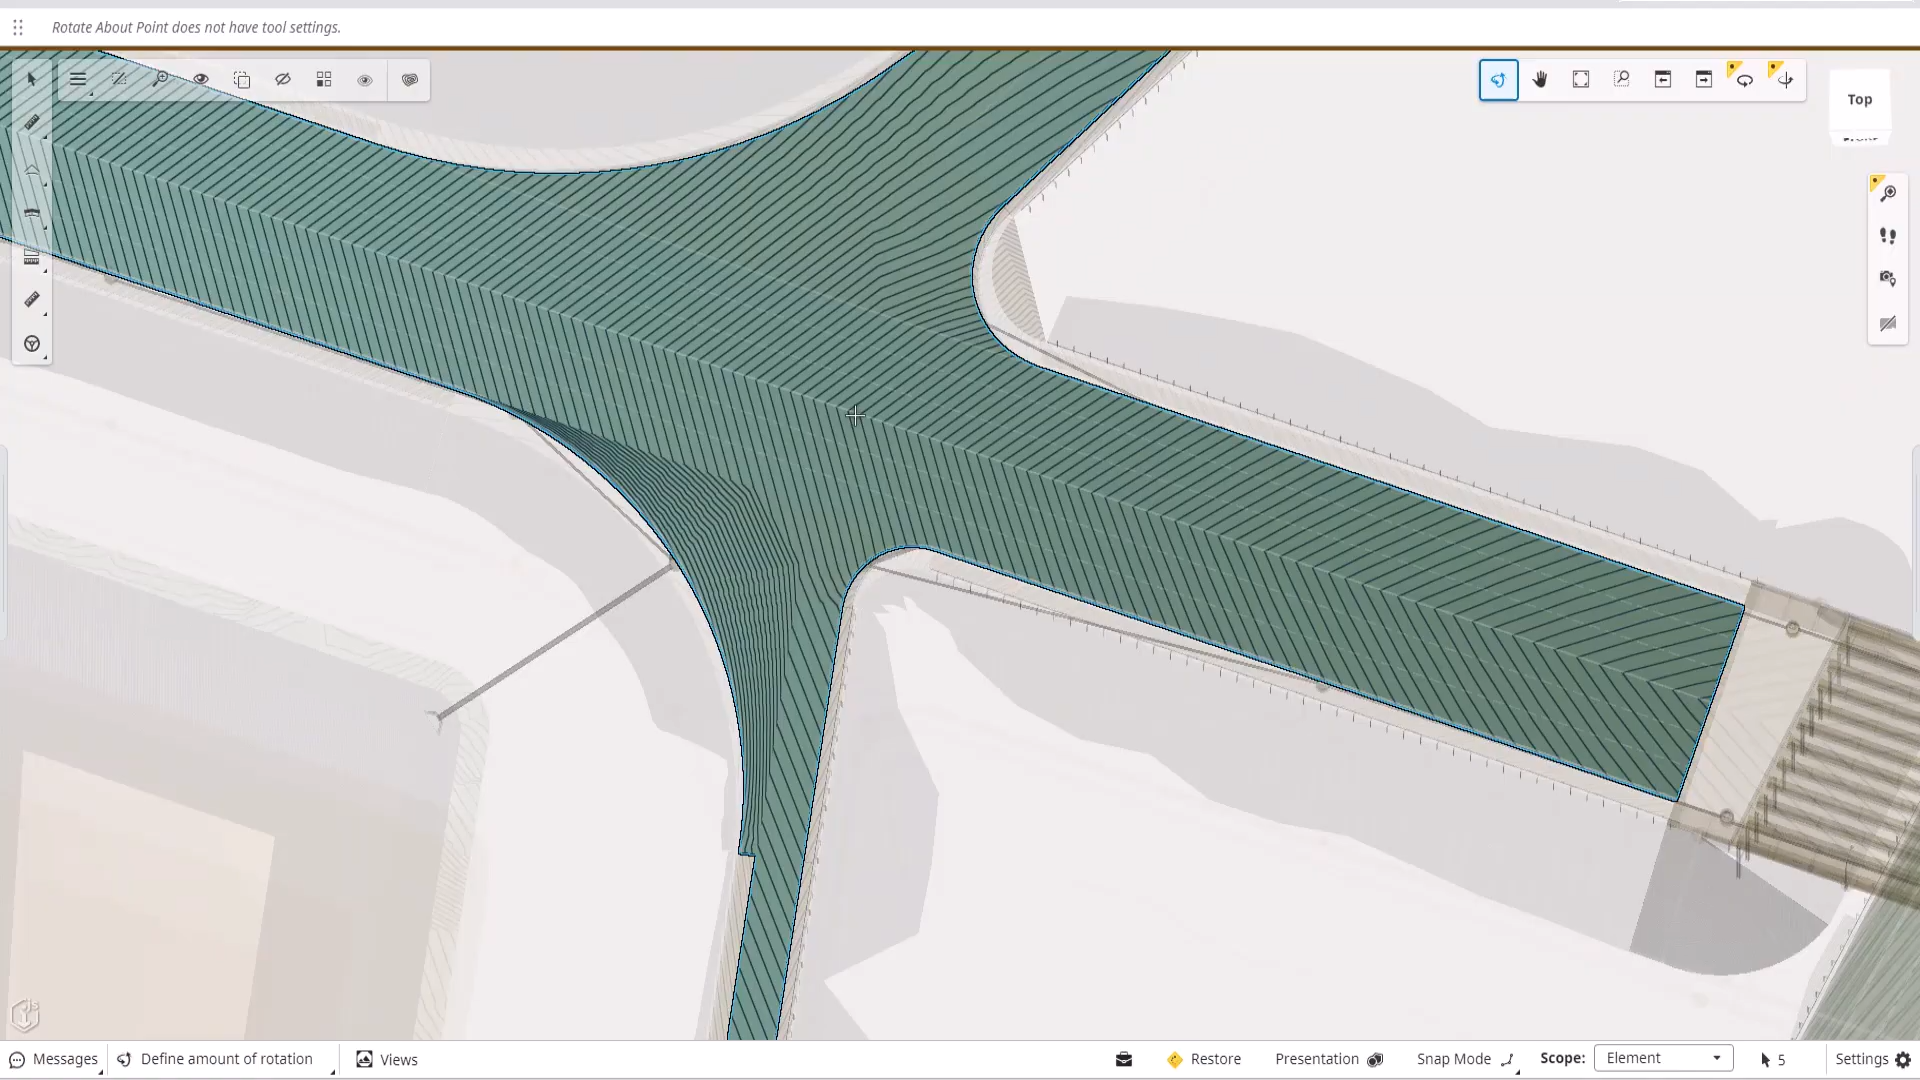 Rotate About Point does not have tool settings.
Top
Messages
Define amount of rotation
Views
Restore
Presentation
Snap Mode
Scope:
Element
5
Settings